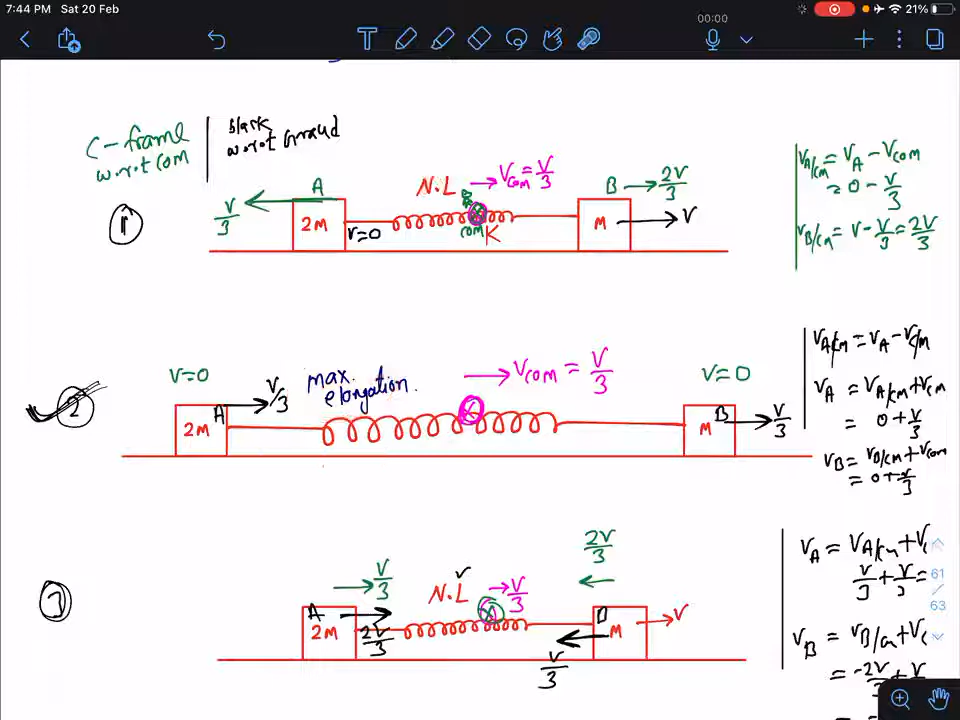 7:44 PM Sat 20 Feb
21%
00:00
C-frame
w.r.t com
block
w.r.t Ground
V/3
A
2M
V=0
N.L
Vcom = V/3
com
K
B
2V/3
M
V
VA/cm = VA - Vcom
= 0 - V/3
VB/cm = V - V/3 = 2V/3
1
V=0
V/3
max.
elongation.
Vcom = V/3
V=0
2
A
2M
B
M
V/3
VA/cm = VA - Vc/m
VA = VA/cm + Vcm
= 0 + V/3
VB = VB/cm + Vcom
= 0 + V/3
3
V/3
N.L
V/3
2V/3
A
2M
2V/3
B
M
V
V/3
VA = VA/cm + V
V/3 + V/3 =
VB = VB/cm + V
= -2V/3 + V
61
63